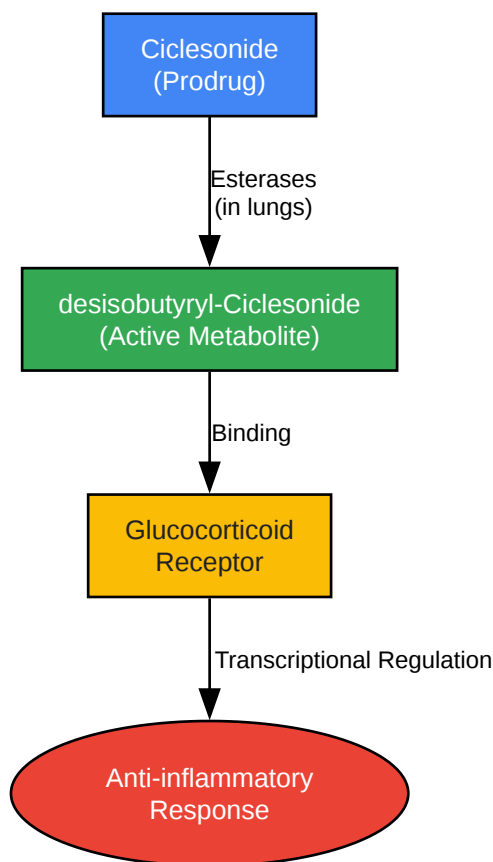 Ciclesonide
(Prodrug)
Esterases
(in lungs)
desisobutyryl-Ciclesonide
(Active Metabolite)
Binding
Glucocorticoid
Receptor
Transcriptional Regulation
Anti-inflammatory
Response